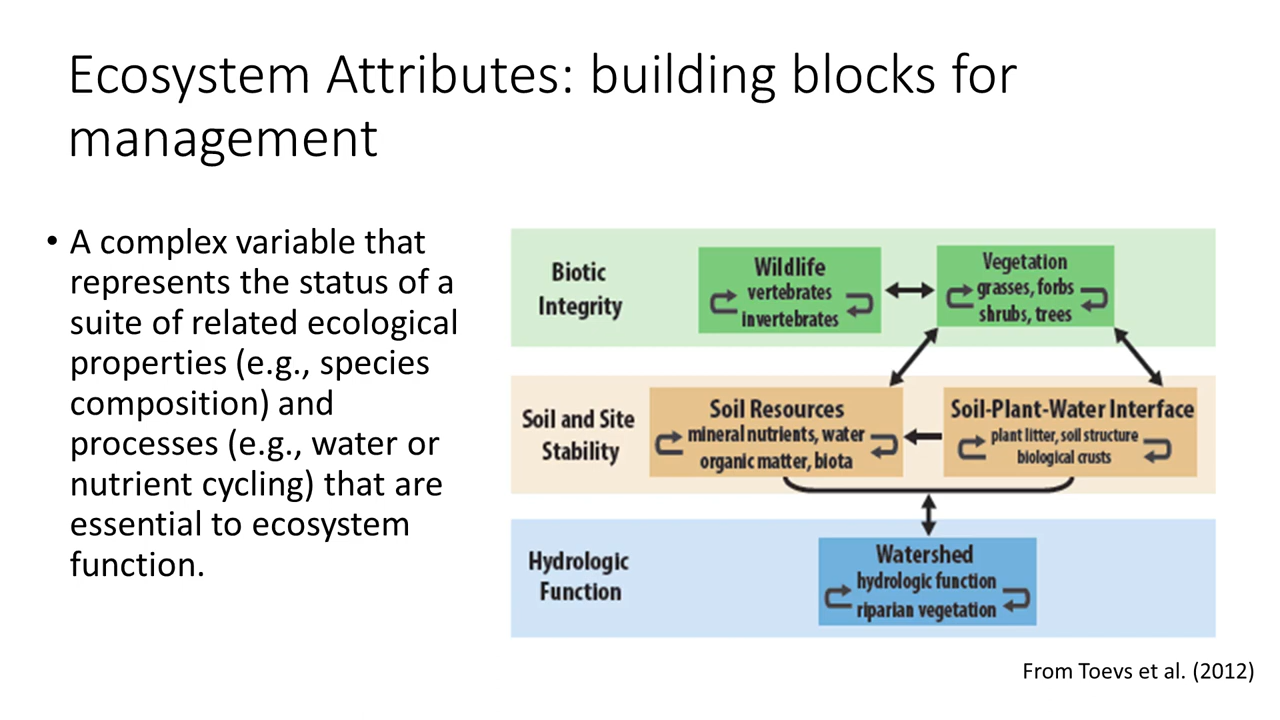 Ecosystem Attributes: building blocks for
management
• A complex variable that
represents the status of a
suite of related ecological
properties (e.g., species
composition) and
processes (e.g., water or
nutrient cycling) that are
essential to ecosystem
function.
Biotic
Integrity
Wildlife
vertebrates
invertebrates
Vegetation
grasses, forbs
shrubs, trees
Soil and Site
Stability
Soil Resources
mineral nutrients, water
organic matter, biota
Soil-Plant-Water Interface
plant litter, soil structure
biological crusts
Hydrologic
Function
Watershed
hydrologic function
riparian vegetation
From Toevs et al. (2012)